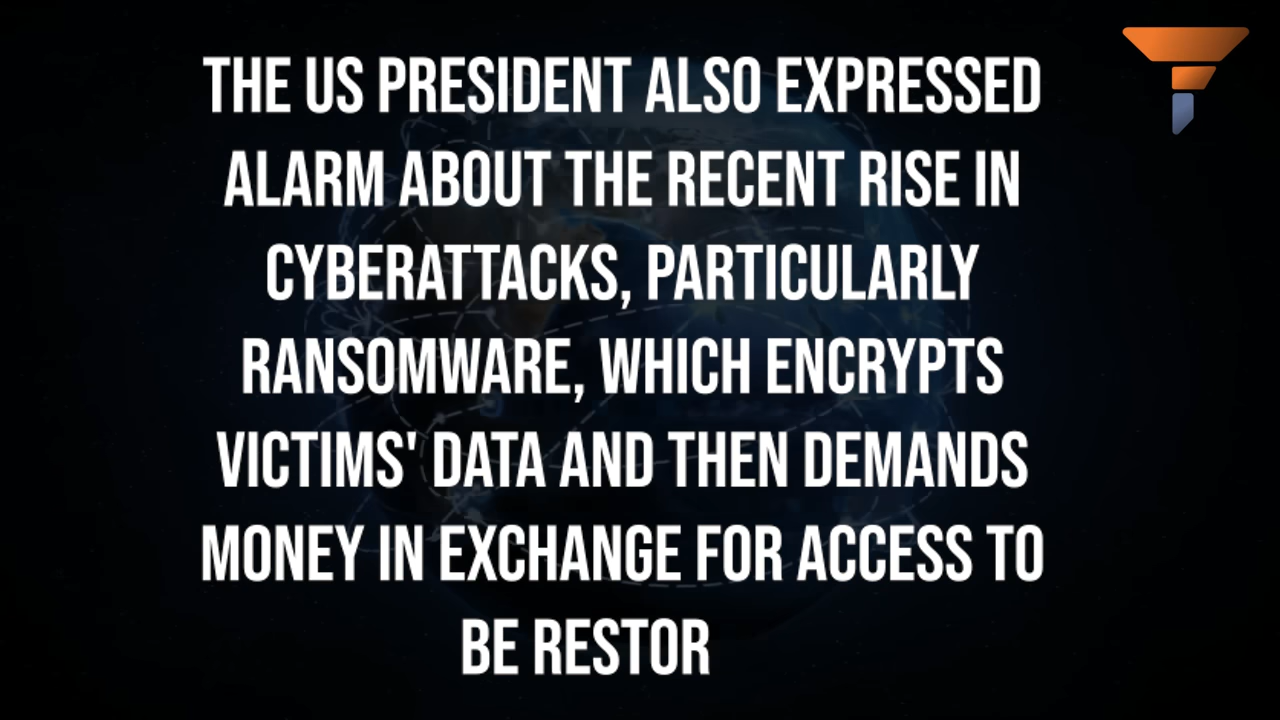 THE US PRESIDENT ALSO EXPRESSED
ALARM ABOUT THE RECENT RISE IN
CYBERATTACKS, PARTICULARLY
RANSOMWARE, WHICH ENCRYPTS
VICTIMS' DATA AND THEN DEMANDS
MONEY IN EXCHANGE FOR ACCESS TO
BE RESTOR